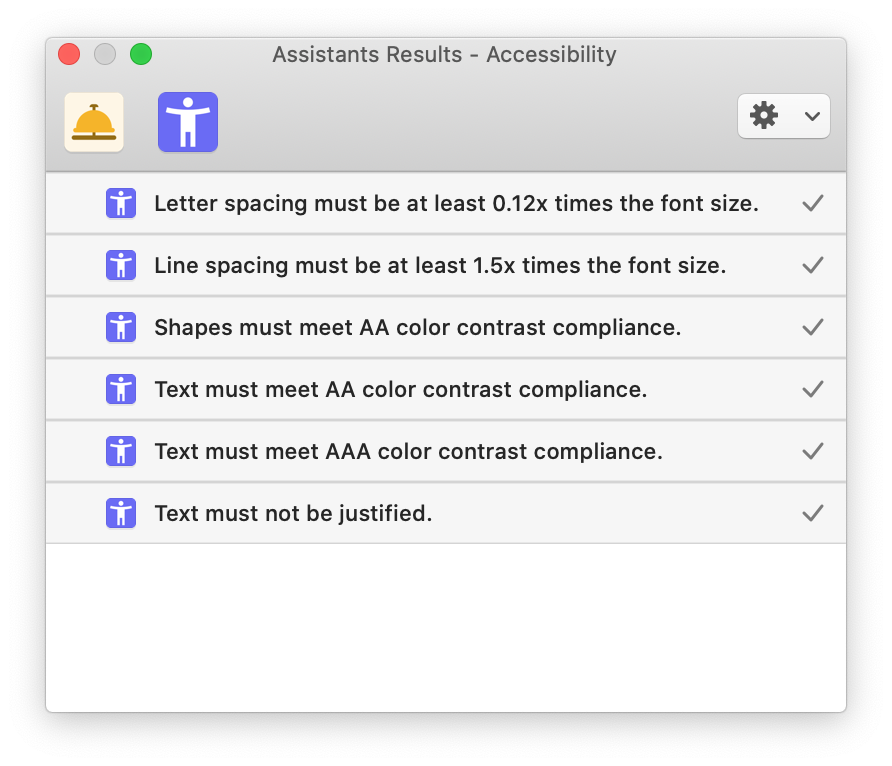 Assistants Results - Accessibility
Letter spacing must be at least 0.12x times the font size.
Line spacing must be at least 1.5x times the font size.
Shapes must meet AA color contrast compliance.
Text must meet AA color contrast compliance.
Text must meet AAA color contrast compliance.
Text must not be justified.